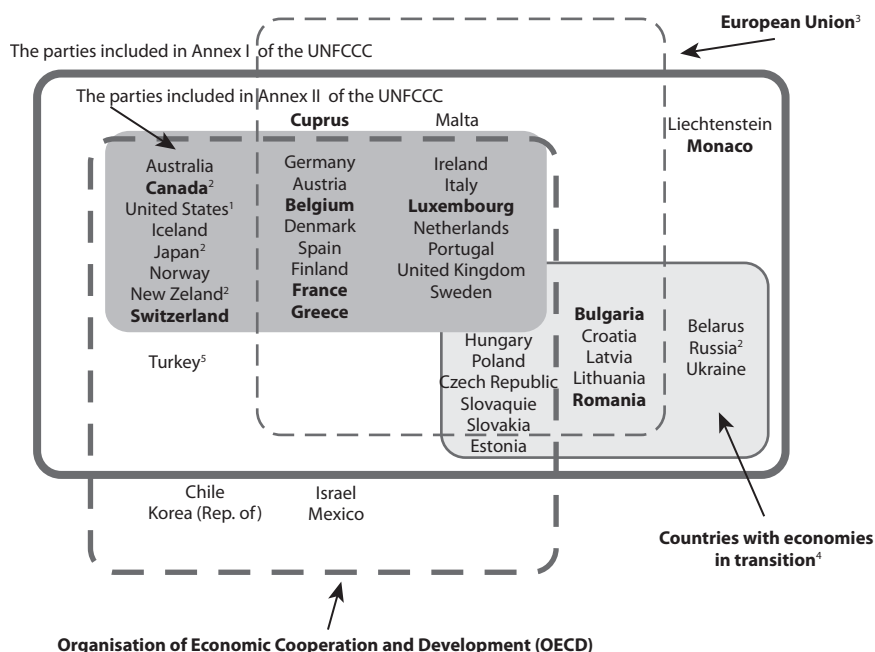 European Union3
The parties included in Annex I of the UNFCCC
The parties included in Annex II of the UNFCCC
Cuprus
Malta
Liechtenstein
Monaco
Australia
Canada2
United States1
Iceland
Japan2
Norway
New Zeland2
Switzerland
Germany
Austria
Belgium
Denmark
Spain
Finland
France
Greece
Ireland
Italy
Luxembourg
Netherlands
Portugal
United Kingdom
Sweden
Turkey5
Hungary
Poland
Czech Republic
Slovaquie
Slovakia
Estonia
Bulgaria
Croatia
Latvia
Lithuania
Romania
Belarus
Russia2
Ukraine
Chile
Korea (Rep. of)
Israel
Mexico
Countries with economies
in transition4
Organisation of Economic Cooperation and Development (OECD)